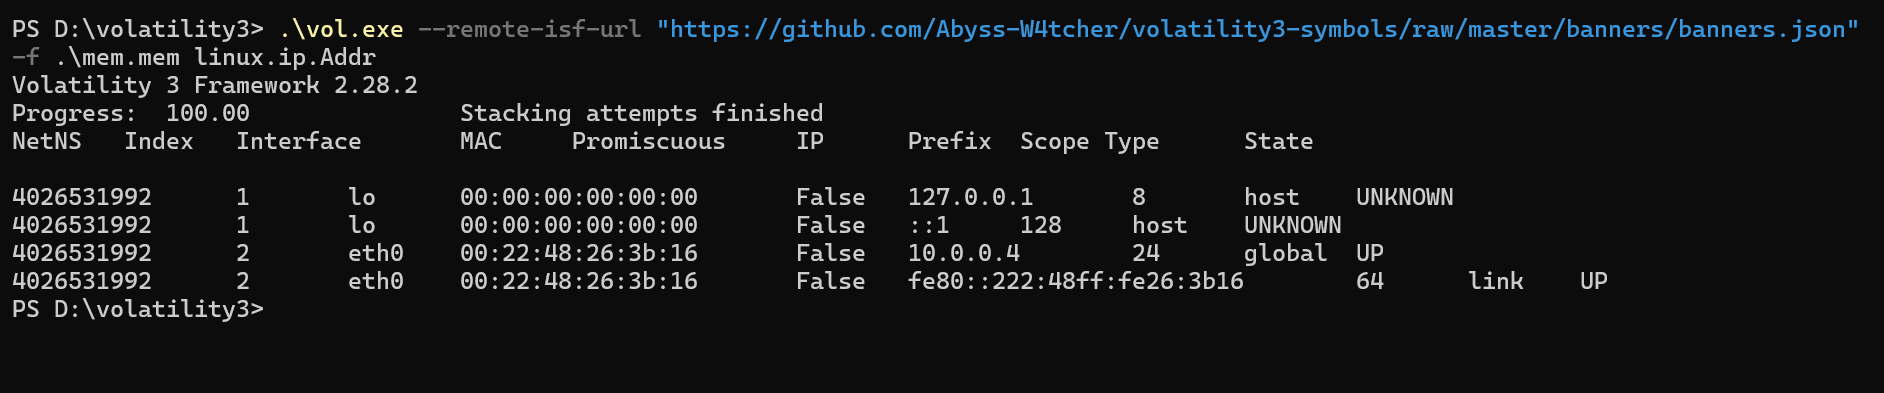 PS D:\volatility3> .\vol.exe --remote-isf-url "https://github.com/Abyss-W4tcher/volatility3-symbols/raw/master/banners/banners.json"
-f .\mem.mem linux.ip.Addr
Volatility 3 Framework 2.28.2
Progress:  100.00               Stacking attempts finished
NetNS   Index   Interface       MAC     Promiscuous     IP      Prefix  Scope Type      State
4026531992      1       lo      00:00:00:00:00:00       False   127.0.0.1       8       host    UNKNOWN
4026531992      1       lo      00:00:00:00:00:00       False   ::1     128     host    UNKNOWN
4026531992      2       eth0    00:22:48:26:3b:16       False   10.0.0.4        24      global  UP
4026531992      2       eth0    00:22:48:26:3b:16       False   fe80::222:48ff:fe26:3b16        64      link    UP
PS D:\volatility3>